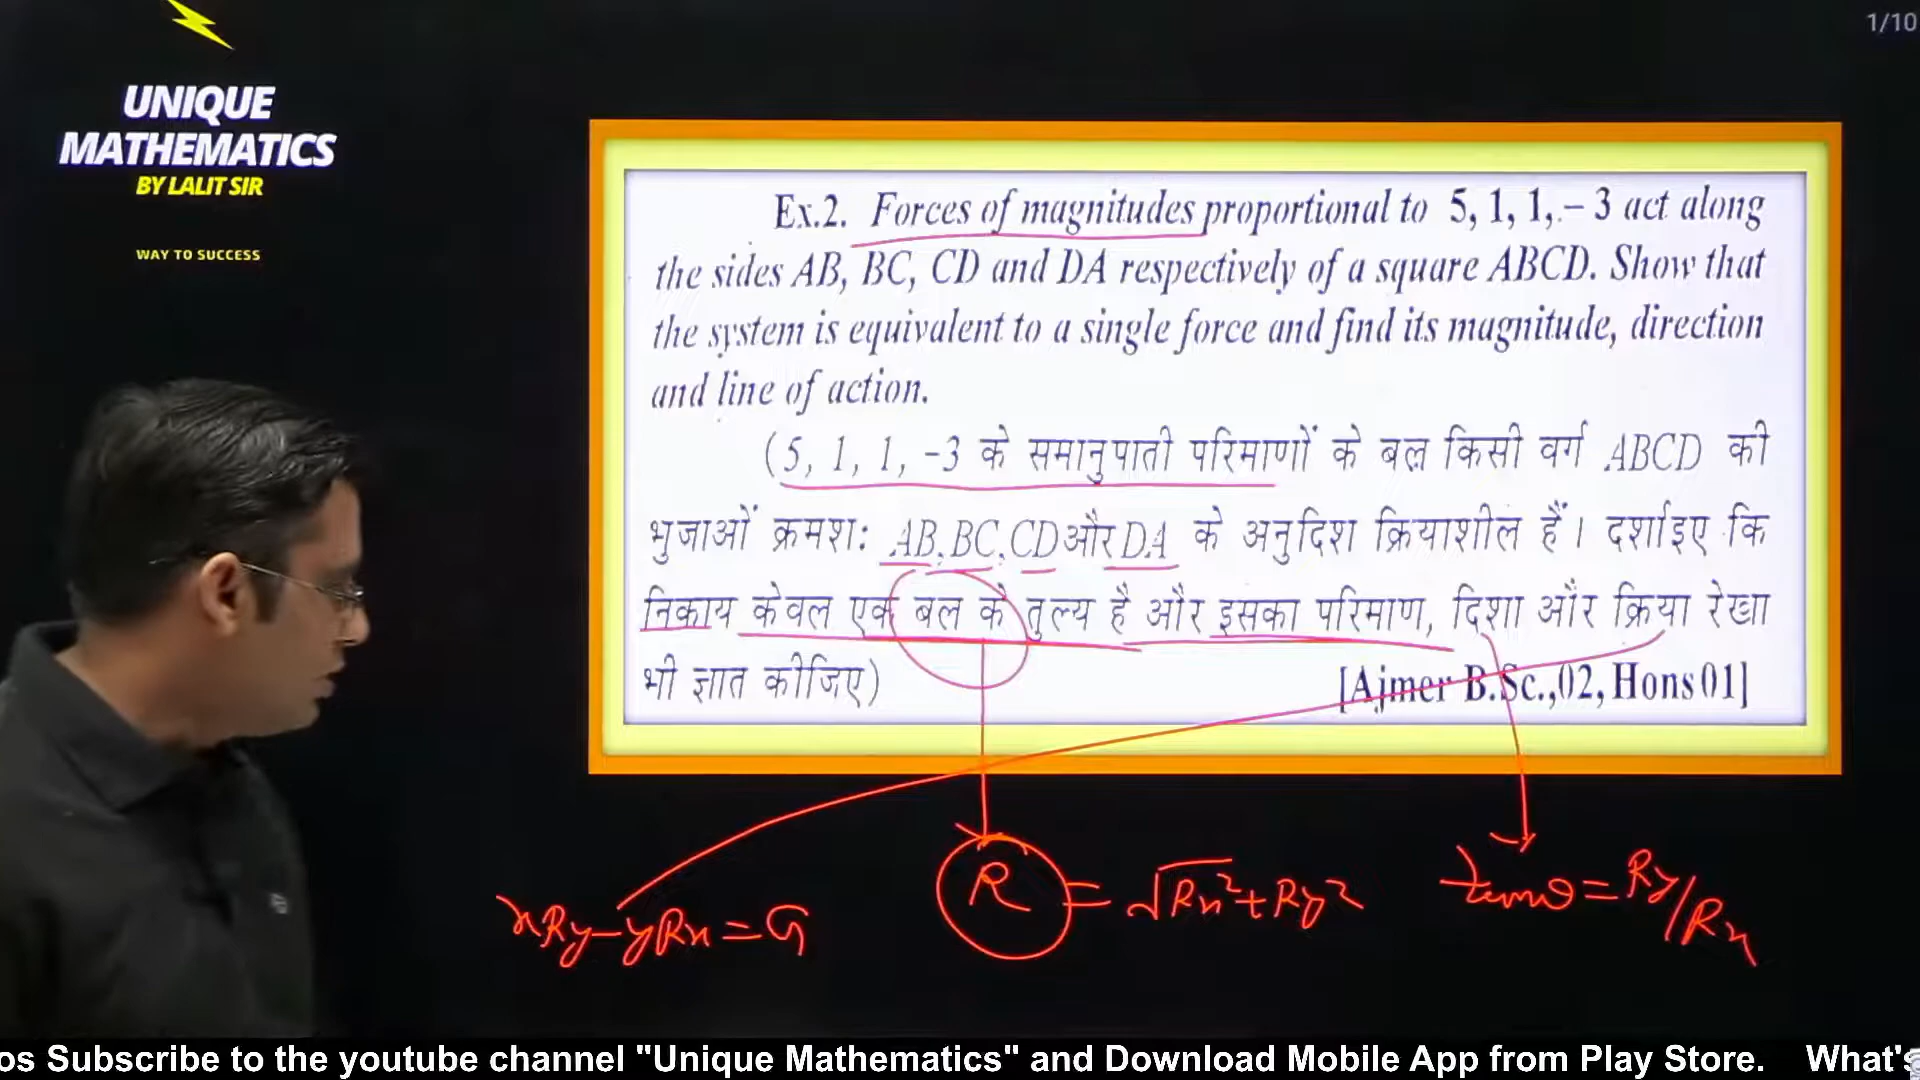 1/10
UNIQUE
MATHEMATICS
BY LALIT SIR
WAY TO SUCCESS
Ex.2. Forces of magnitudes proportional to 5, 1, 1, – 3 act along
the sides AB, BC, CD and DA respectively of a square ABCD. Show that
the system is equivalent to a single force and find its magnitude, direction
and line of action.
(5, 1, 1, -3 के समानुपाती परिमाणों के बल किसी वर्ग ABCD की
भुजाओं क्रमश: AB, BC, CD और DA के अनुदिश क्रियाशील हैं। दर्शाइए कि
निकाय केवल एक बल के तुल्य है और इसका परिमाण, दिशा और क्रिया रेखा
भी ज्ञात कीजिए) [Ajmer B.Sc.,02, Hons 01]
xRy - yRx = G R = √Rx² + Ry² tanθ = Ry/Rx
os Subscribe to the youtube channel "Unique Mathematics" and Download Mobile App from Play Store. What's